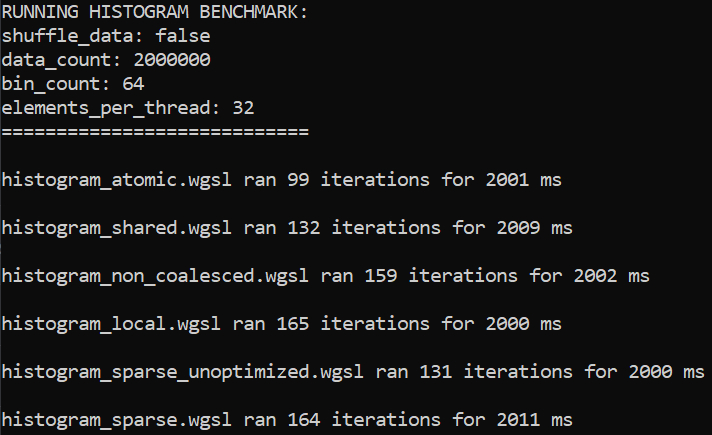 RUNNING HISTOGRAM BENCHMARK:
shuffle_data: false
data_count: 2000000
bin_count: 64
elements_per_thread: 32
============================
histogram_atomic.wgsl ran 99 iterations for 2001 ms
histogram_shared.wgsl ran 132 iterations for 2009 ms
histogram_non_coalesced.wgsl ran 159 iterations for 2002 ms
histogram_local.wgsl ran 165 iterations for 2000 ms
histogram_sparse_unoptimized.wgsl ran 131 iterations for 2000 ms
histogram_sparse.wgsl ran 164 iterations for 2011 ms